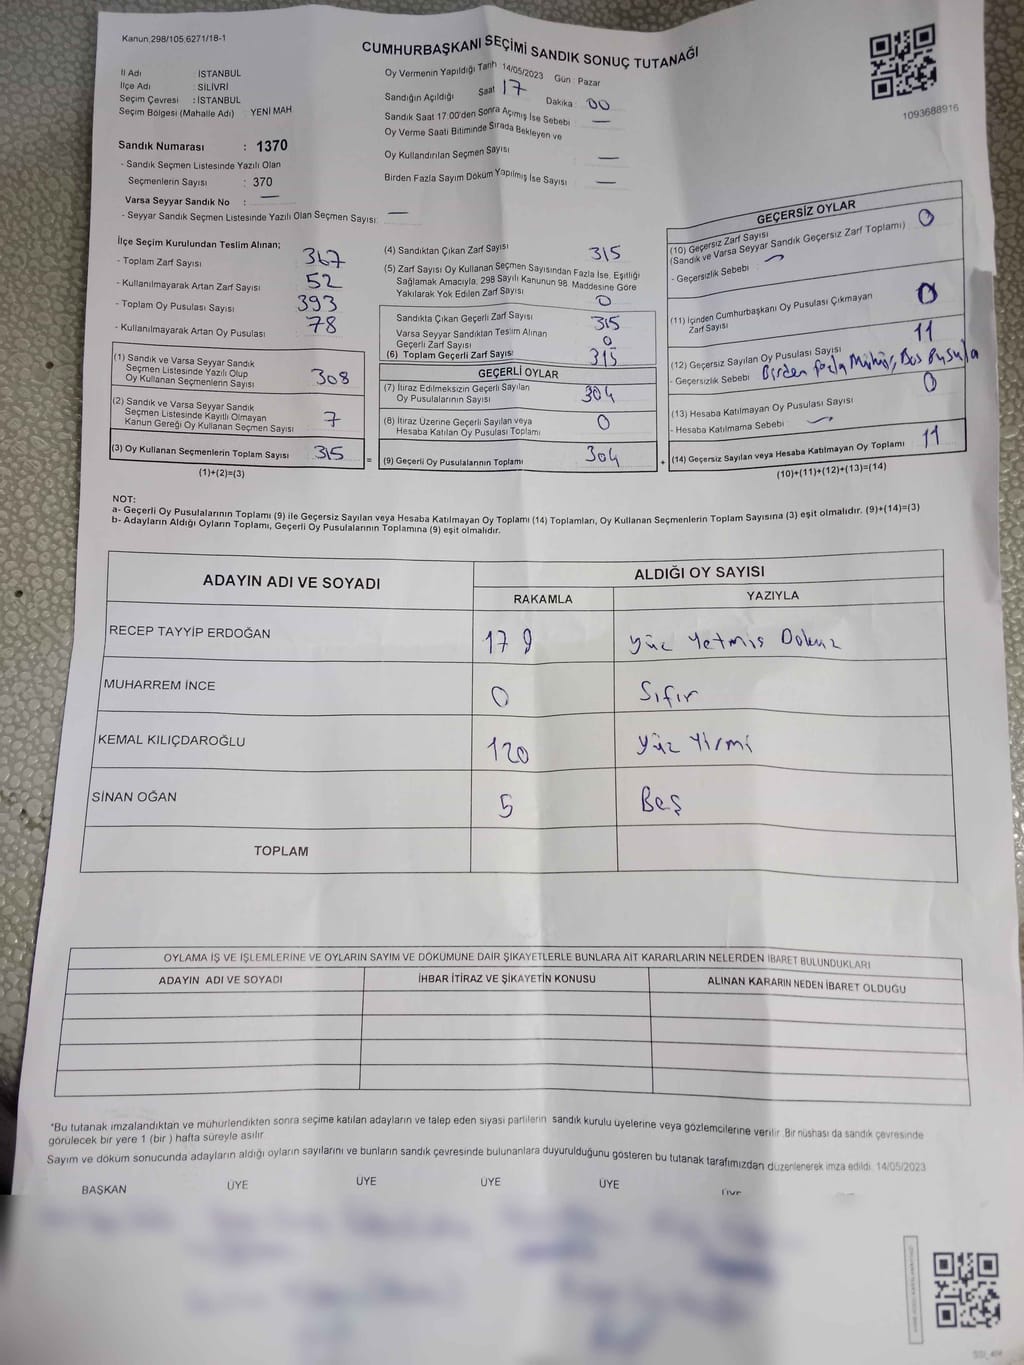 Kanun, 298/105,6271/18-1
CUMHURBAŞKANI SEÇİMİ SANDIK SONUÇ TUTANAĞI
1093688916
İl Adı : İSTANBUL
İlçe Adı : SİLİVRİ
Seçim Çevresi : İSTANBUL
Seçim Bölgesi (Mahalle Adı) YENİ MAH
Sandık Numarası : 1370
- Sandık Seçmen Listesinde Yazılı Olan
Seçmenlerin Sayısı : 370
Varsa Seyyar Sandık No : —
- Seyyar Sandık Seçmen Listesinde Yazılı Olan Seçmen Sayısı: —
Oy Vermenin Yapıldığı Tarih 14/05/2023 Gün : Pazar
Sandığın Açıldığı Saat 17 Dakika : 00
Sandık Saat 17:00'den Sonra Açımış İse Sebebi : —
Oy Verme Saati Bitiminde Sırada Bekleyen ve
Oy Kullandırılan Seçmen Sayısı —
Birden Fazla Sayım Döküm Yapılmış İse Sayısı : —
İlçe Seçim Kurulundan Teslim Alınan;
- Toplam Zarf Sayısı : 367
- Kullanılmayarak Artan Zarf Sayısı : 52
- Toplam Oy Pusulası Sayısı : 393
- Kullanılmayarak Artan Oy Pusulası : 78
(1) Sandık ve Varsa Seyyar Sandık
Seçmen Listesinde Yazılı Olup
Oy Kullanan Seçmenlerin Sayısı 308
(2) Sandık ve Varsa Seyyar Sandık
Seçmen Listesinde Kayıtlı Olmayan
Kanun Gereği Oy Kullanan Seçmen Sayısı 7
(3) Oy Kullanan Seçmenlerin Toplam Sayısı 315 =
(1)+(2)=(3)
(4) Sandıktan Çıkan Zarf Sayısı 315
(5) Zarf Sayısı Oy Kullanan Seçmen Sayısından Fazla İse, Eşitliği
Sağlamak Amacıyla, 298 Sayılı Kanunun 98. Maddesine Göre
Yakılarak Yok Edilen Zarf Sayısı 0
Sandıkta Çıkan Geçerli Zarf Sayısı 315
Varsa Seyyar Sandıktan Teslim Alınan
Geçerli Zarf Sayısı 0
(6) Toplam Geçerli Zarf Sayısı 315
GEÇERLİ OYLAR
(7) İtiraz Edilmeksizin Geçerli Sayılan
Oy Pusulalarının Sayısı 304
(8) İtiraz Üzerine Geçerli Sayılan veya
Hesaba Katılan Oy Pusulası Toplamı 0
(9) Geçerli Oy Pusulalarının Toplamı 304 +
GEÇERSİZ OYLAR
(10) Geçersiz Zarf Sayısı
(Sandık ve Varsa Seyyar Sandık Geçersiz Zarf Toplamı) 0
- Geçersizlik Sebebi :
(11) İçinden Cumhurbaşkanı Oy Pusulası Çıkmayan
Zarf Sayısı 0
(12) Geçersiz Sayılan Oy Pusulası Sayısı 11
- Geçersizlik Sebebi : Birden fazla Mühür, Boş Pusula
(13) Hesaba Katılmayan Oy Pusulası Sayısı 0
- Hesaba Katılmama Sebebi :
(14) Geçersiz Sayılan veya Hesaba Katılmayan Oy Toplamı 11
(10)+(11)+(12)+(13)=(14)
NOT:
a- Geçerli Oy Pusulalarının Toplamı (9) ile Geçersiz Sayılan veya Hesaba Katılmayan Oy Toplamı (14) Toplamları, Oy Kullanan Seçmenlerin Toplam Sayısına (3) eşit olmalıdır. (9)+(14)=(3)
b- Adayların Aldığı Oyların Toplamı, Geçerli Oy Pusulalarının Toplamına (9) eşit olmalıdır.
ADAYIN ADI VE SOYADI ALDIĞI OY SAYISI
RAKAMLA YAZIYLA
RECEP TAYYİP ERDOĞAN 179 Yüz Yetmiş Dokuz
MUHARREM İNCE 0 Sıfır
KEMAL KILIÇDAROĞLU 120 Yüz Yirmi
SİNAN OĞAN 5 Beş
TOPLAM
OYLAMA İŞ VE İŞLEMLERİNE VE OYLARIN SAYIM VE DÖKÜMÜNE DAİR ŞİKAYETLERLE BUNLARA AİT KARARLARIN NELERDEN İBARET BULUNDUKLARI
ADAYIN ADI VE SOYADI İHBAR İTİRAZ VE ŞİKAYETİN KONUSU ALINAN KARARIN NEDEN İBARET OLDUĞU
*Bu tutanak imzalandıktan ve mühürlendikten sonra seçime katılan adayların ve talep eden siyasi partilerin sandık kurulu üyelerine veya gözlemcilerine verilir. Bir nüshası da sandık çevresinde
görülecek bir yere 1 (bir ) hafta süreyle asılır.
Sayım ve döküm sonucunda adayların aldığı oyların sayılarını ve bunların sandık çevresinde bulunanlara duyurulduğunu gösteren bu tutanak tarafımızdan düzenlenerek imza edildi. 14/05/2023
BAŞKAN ÜYE ÜYE ÜYE ÜYE ÜYE